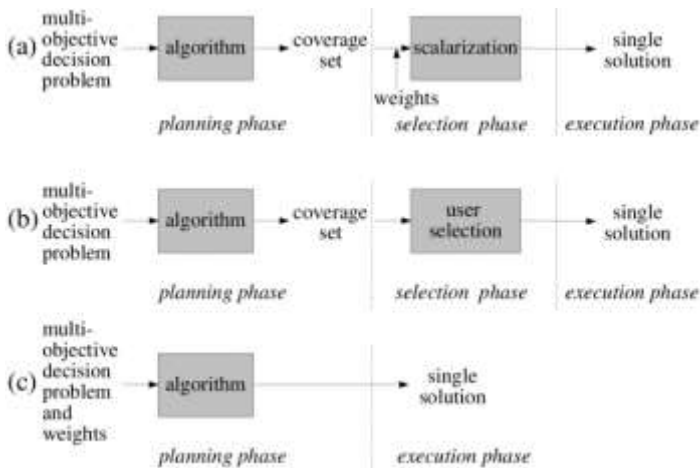 (a)
multi-
objective
decision
problem
algorithm
coverage
set
weights
scalarization
single
solution
planning phase
selection phase
execution phase
(b)
multi-
objective
decision
problem
algorithm
coverage
set
user
selection
single
solution
planning phase
selection phase
execution phase
(c)
multi-
objective
decision
problem
and
weights
algorithm
single
solution
planning phase
execution phase